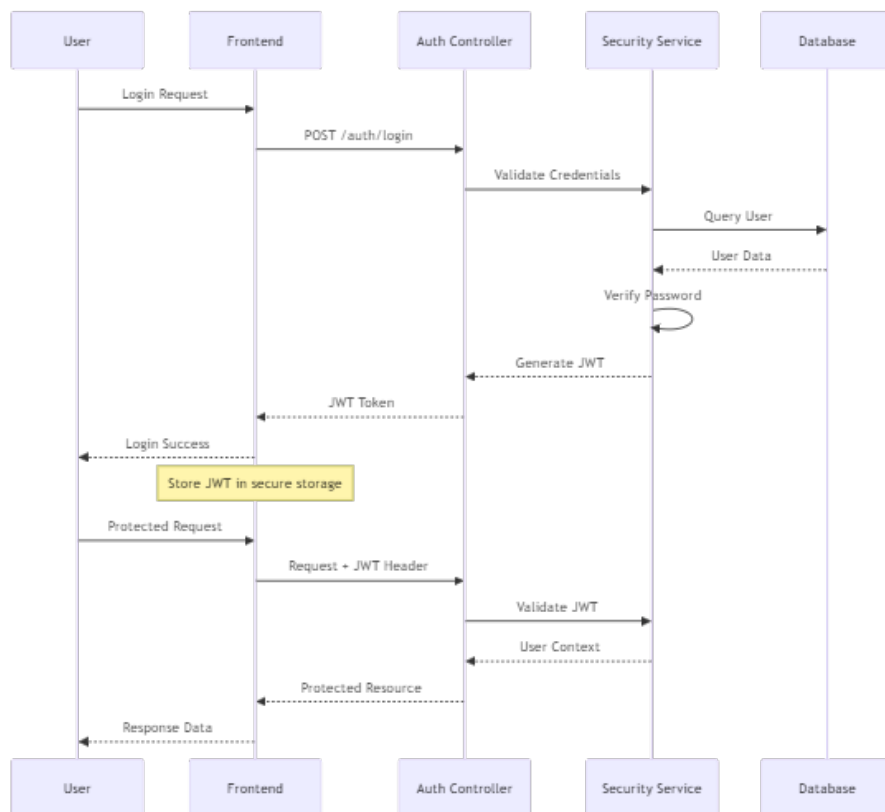 User
Frontend
Auth Controller
Security Service
Database
Login Request
POST /auth/login
Validate Credentials
Query User
User Data
Verify Password
Generate JWT
JWT Token
Login Success
Store JWT in secure storage
Protected Request
Request + JWT Header
Validate JWT
User Context
Protected Resource
Response Data
User
Frontend
Auth Controller
Security Service
Database